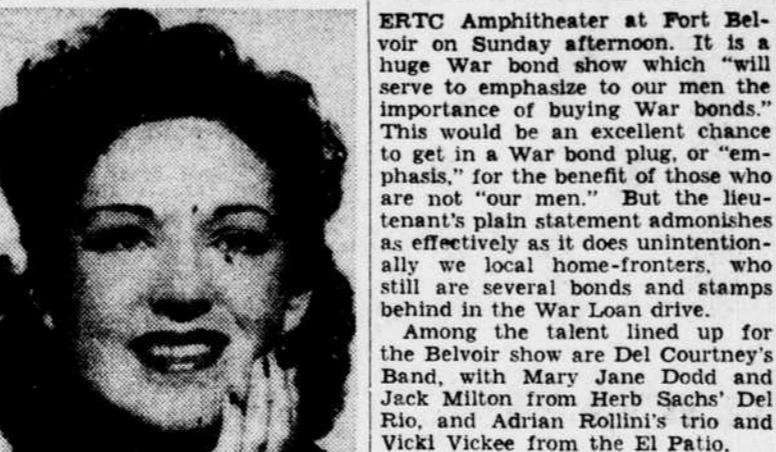 ERTC Amphitheater at Fort Bel-
voir on Sunday afternoon. It is a
huge War bond show which "will
serve to emphasize to our men the
importance of buying War bonds."
This would be an excellent chance
to get in a War bond plug, or "em-
phasis," for the benefit of those who
are not "our men." But the lieu-
tenant's plain statement admonishes
as effectively as it does unintention-
ally we local home-fronters, who
still are several bonds and stamps
behind in the War Loan drive.
Among the talent lined up for
the Belvoir show are Del Courtney's
Band, with Mary Jane Dodd and
Jack Milton from Herb Sachs' Del
Rio, and Adrian Rollini's trio and
Vicki Vickee from the El Patio.